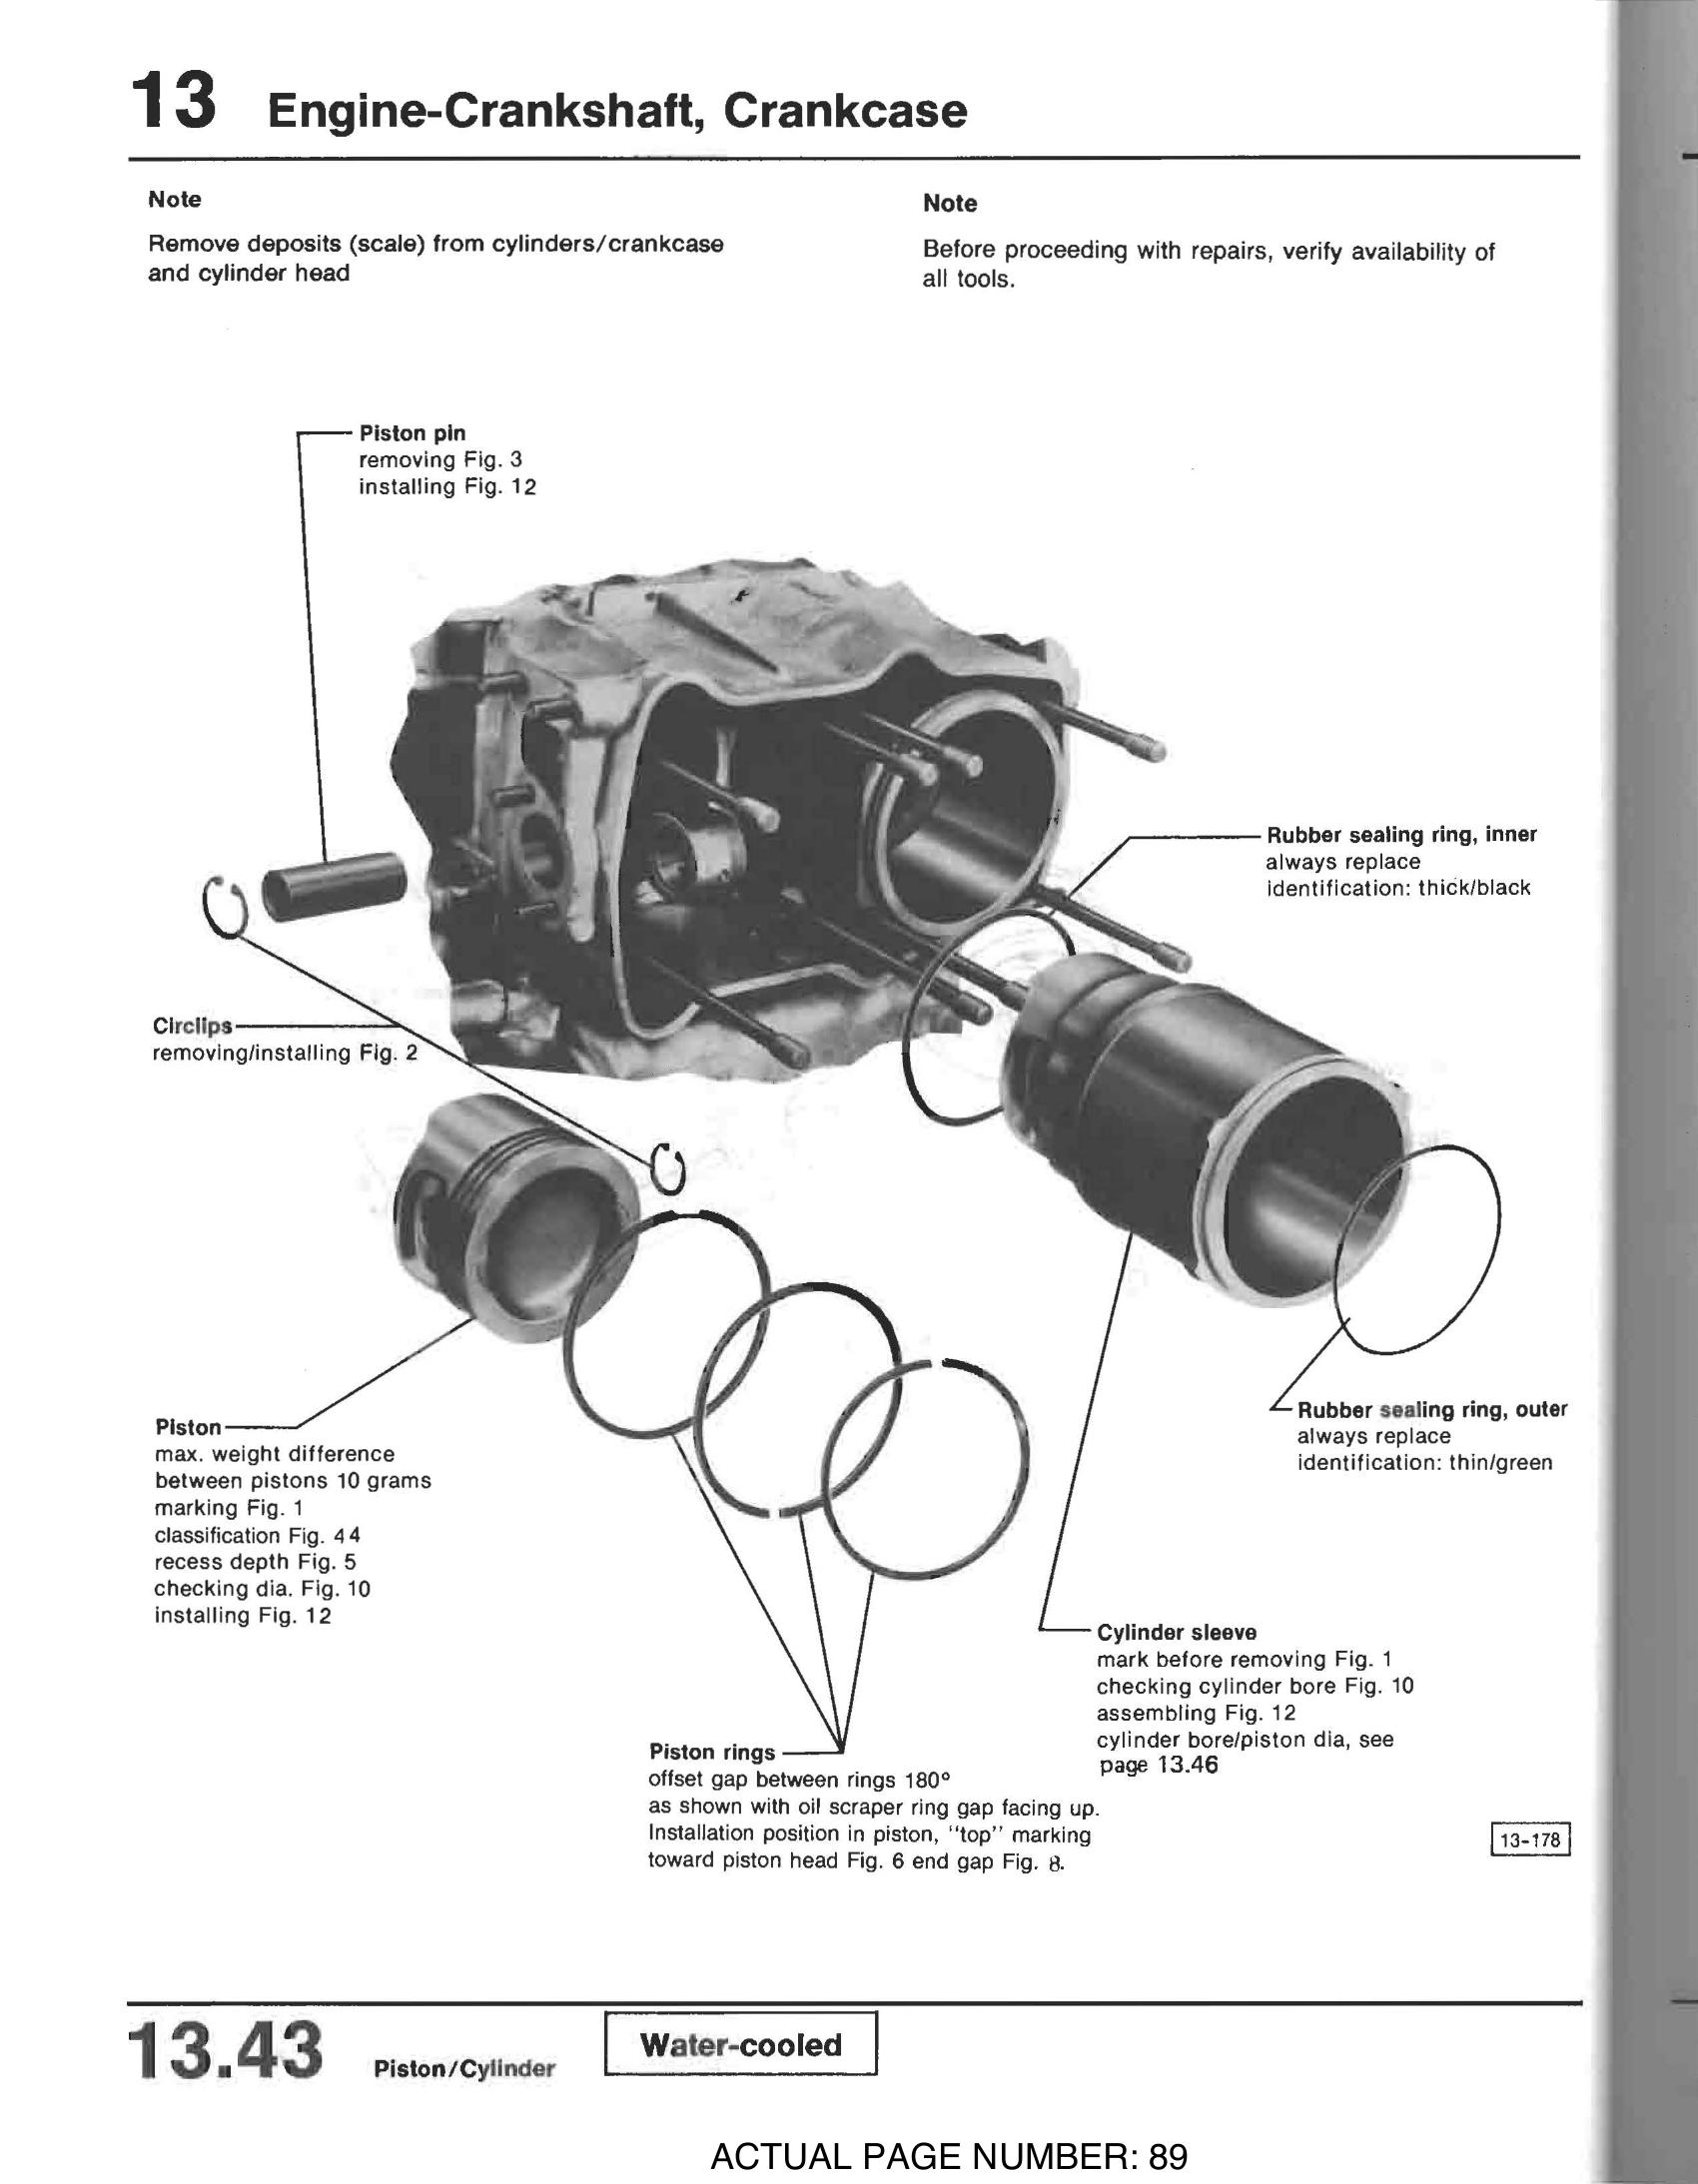 13 Engine-Crankshaft, Crankcase
Note
Remove deposits (scale) from cylinders/crankcase
and cylinder head
Note
Before proceeding with repairs, verify availability of
all tools.
Piston pin
removing Fig. 3
installing Fig. 12
Rubber sealing ring, inner
always replace
identification: thick/black
Circlips
removing/installing Fig. 2
Rubber sealing ring, outer
always replace
identification: thin/green
Piston
max. weight difference
between pistons 10 grams
marking Fig. 1
classification Fig. 44
recess depth Fig. 5
checking dia. Fig. 10
installing Fig. 12
Cylinder sleeve
mark before removing Fig. 1
checking cylinder bore Fig. 10
assembling Fig. 12
cylinder bore/piston dia, see
page 13.46
Piston rings
offset gap between rings 180°
as shown with oil scraper ring gap facing up.
Installation position in piston, "top" marking
toward piston head Fig. 6 end gap Fig. 8.
13-178
13.43 Piston/Cylinder Water-cooled
ACTUAL PAGE NUMBER: 89